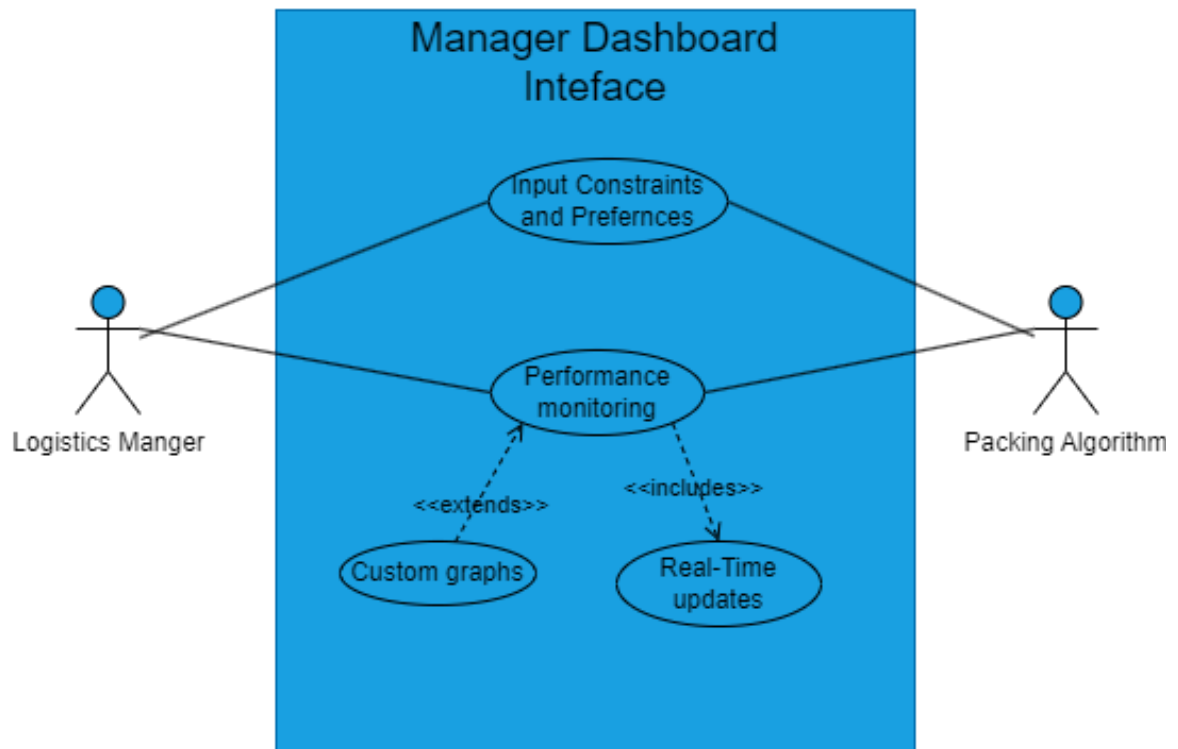 Manager Dashboard
Inteface
Input Constraints
and Prefernces
Performance
monitoring
Logistics Manger
Packing Algorithm
<<extends>>
<<includes>>
Custom graphs
Real-Time
updates